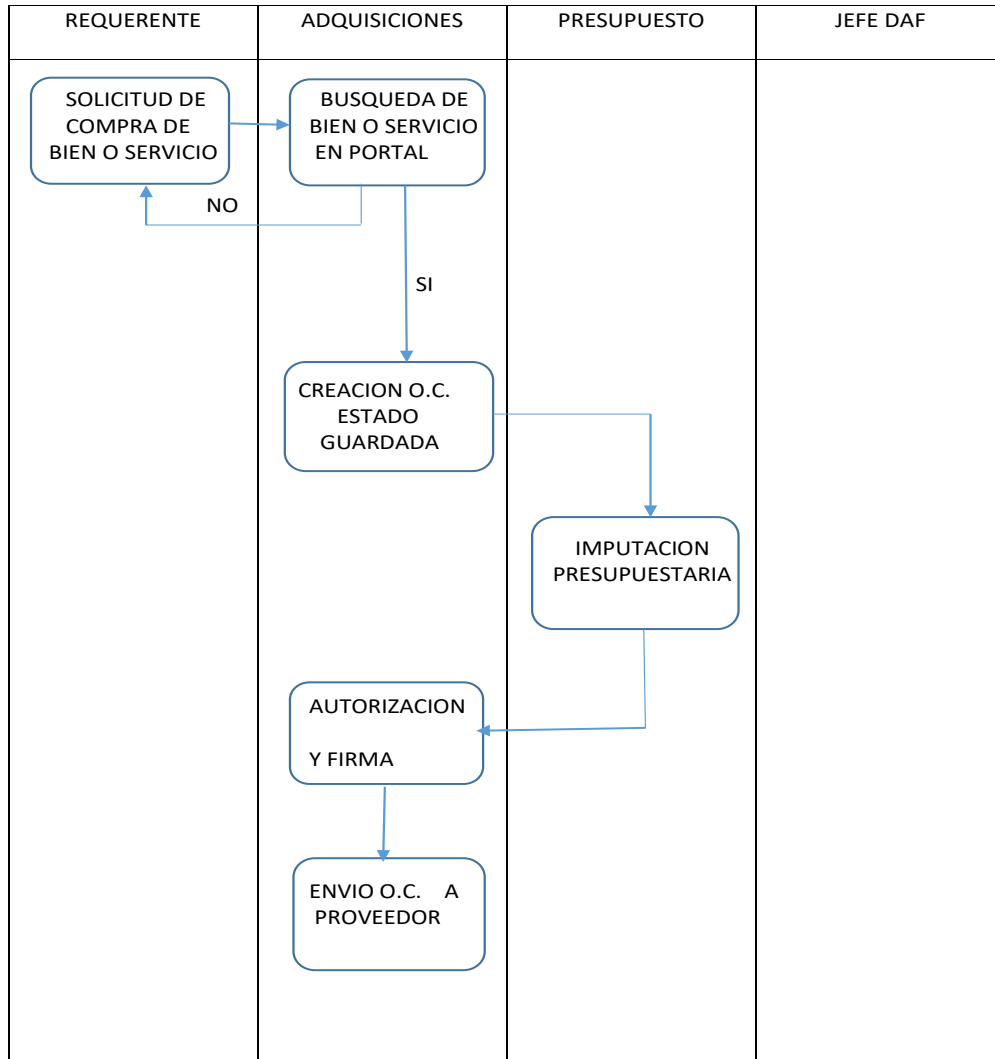 REQUERENTE
ADQUISICIONES
PRESUPUESTO
JEFE DAF
SOLICITUD DE
COMPRA DE
BIEN O SERVICIO
BUSQUEDA DE
BIEN O SERVICIO
EN PORTAL
NO
SI
CREACION O.C.
ESTADO
GUARDADA
IMPUTACION
PRESUPUESTARIA
AUTORIZACION
Y FIRMA
ENVIO O.C. A
PROVEEDOR